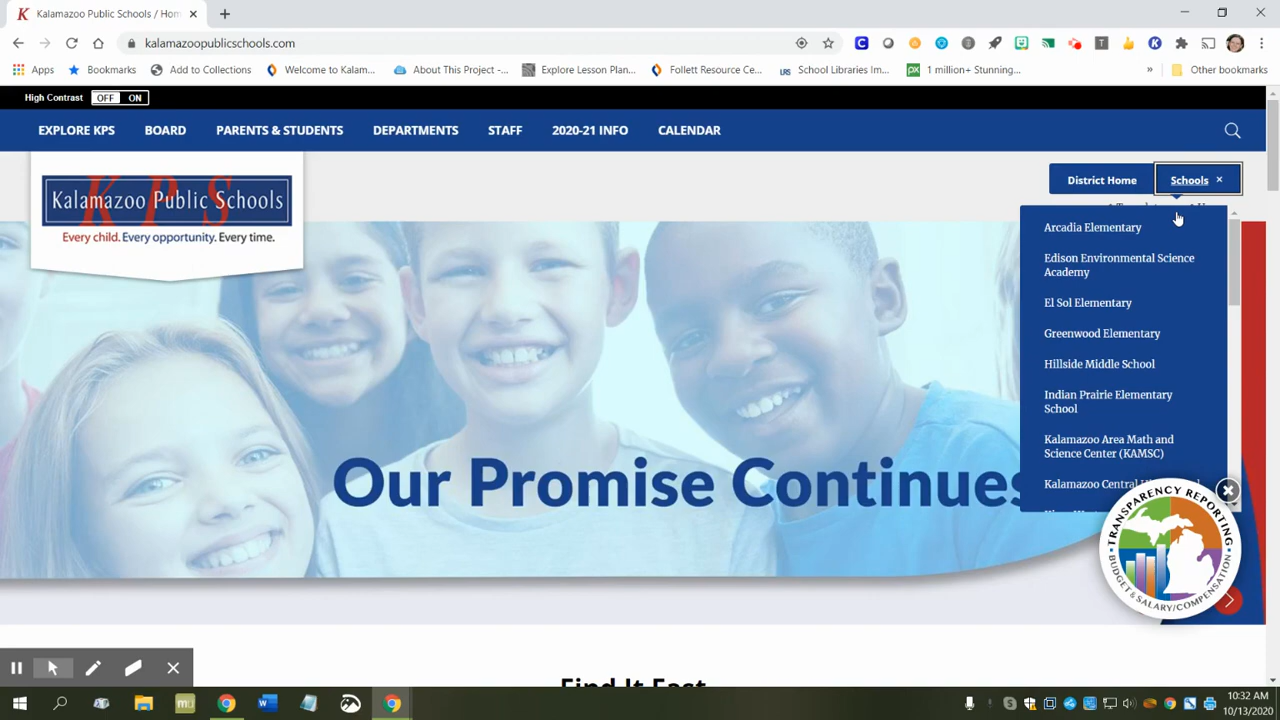 Kalamazoo Public Schools / Hom
kalamazoopublicschools.com
Apps
Bookmarks
Add to Collections
Welcome to Kalam...
About This Project -...
Explore Lesson Plan...
Follett Resource Ce...
School Libraries Im...
1 million+ Stunning...
»
Other bookmarks
High Contrast OFF ON
EXPLORE KPS
BOARD
PARENTS & STUDENTS
DEPARTMENTS
STAFF
2020-21 INFO
CALENDAR
KPS
Kalamazoo Public Schools
Every child. Every opportunity. Every time.
District Home
Schools ×
Arcadia Elementary
Edison Environmental Science
Academy
El Sol Elementary
Greenwood Elementary
Hillside Middle School
Indian Prairie Elementary
School
Kalamazoo Area Math and
Science Center (KAMSC)
Kalamazoo Central
Our Promise Continues
TRANSPARENCY REPORTING
BUDGET & SALARY/COMPENSATION
Find It Fast
10:32 AM
10/13/2020